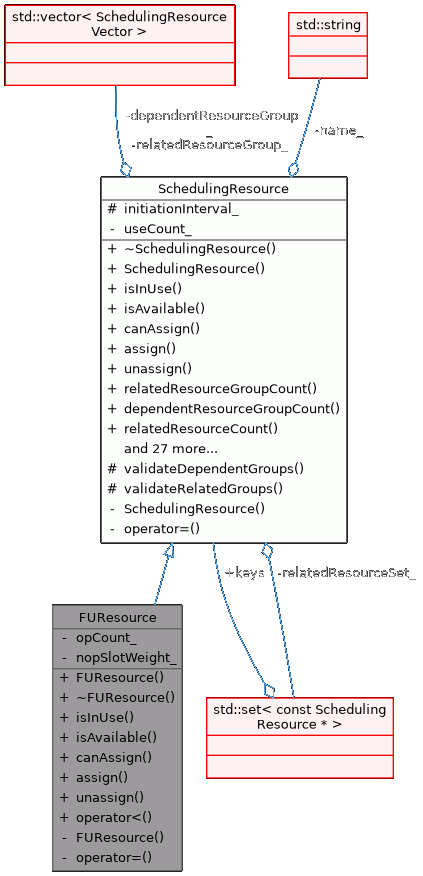 std::vector< SchedulingResource
Vector >
std::string
-dependentResourceGroup
_
-relatedResourceGroup_
-name_
SchedulingResource
# initiationInterval_
- useCount_
+ ~SchedulingResource()
+ SchedulingResource()
+ isInUse()
+ isAvailable()
+ canAssign()
+ assign()
+ unassign()
+ relatedResourceGroupCount()
+ dependentResourceGroupCount()
+ relatedResourceCount()
and 27 more...
# validateDependentGroups()
# validateRelatedGroups()
- SchedulingResource()
- operator=()
+keys
-relatedResourceSet_
FUResource
- opCount_
- nopSlotWeight_
+ FUResource()
+ ~FUResource()
+ isInUse()
+ isAvailable()
+ canAssign()
+ assign()
+ unassign()
+ operator<()
- FUResource()
- operator=()
std::set< const Scheduling
Resource * >